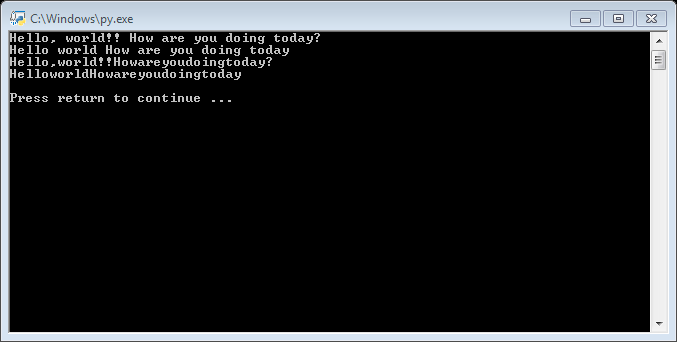 C:\Windows\py.exe
Hello, world!! How are you doing today?
Hello world How are you doing today
Hello,world!!Howareyoudoingtoday?
HelloworldHowareyoudoingtoday
Press return to continue ...